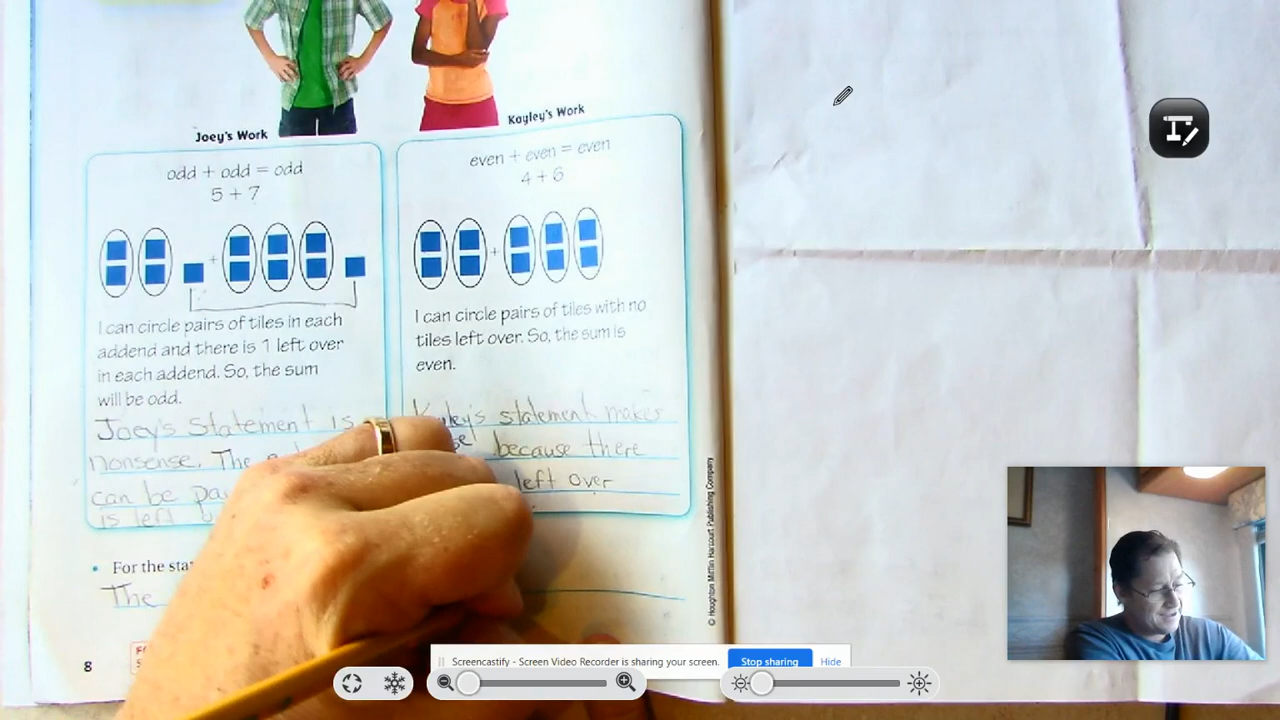 Joey's Work
odd + odd = odd
5 + 7
+
I can circle pairs of tiles in each
addend and there is 1 left over
in each addend. So, the sum
will be odd.
Joey's Statement is
nonsense. The
can be
is left
Kayley's Work
even + even = even
4 + 6
+
I can circle pairs of tiles with no
tiles left over. So, the sum is
even.
Kayley's statement makes
because there
left over
• For the
The
8
© Houghton Mifflin Harcourt Publishing Company
Screencastify - Screen Video Recorder is sharing your screen.
Stop sharing
Hide